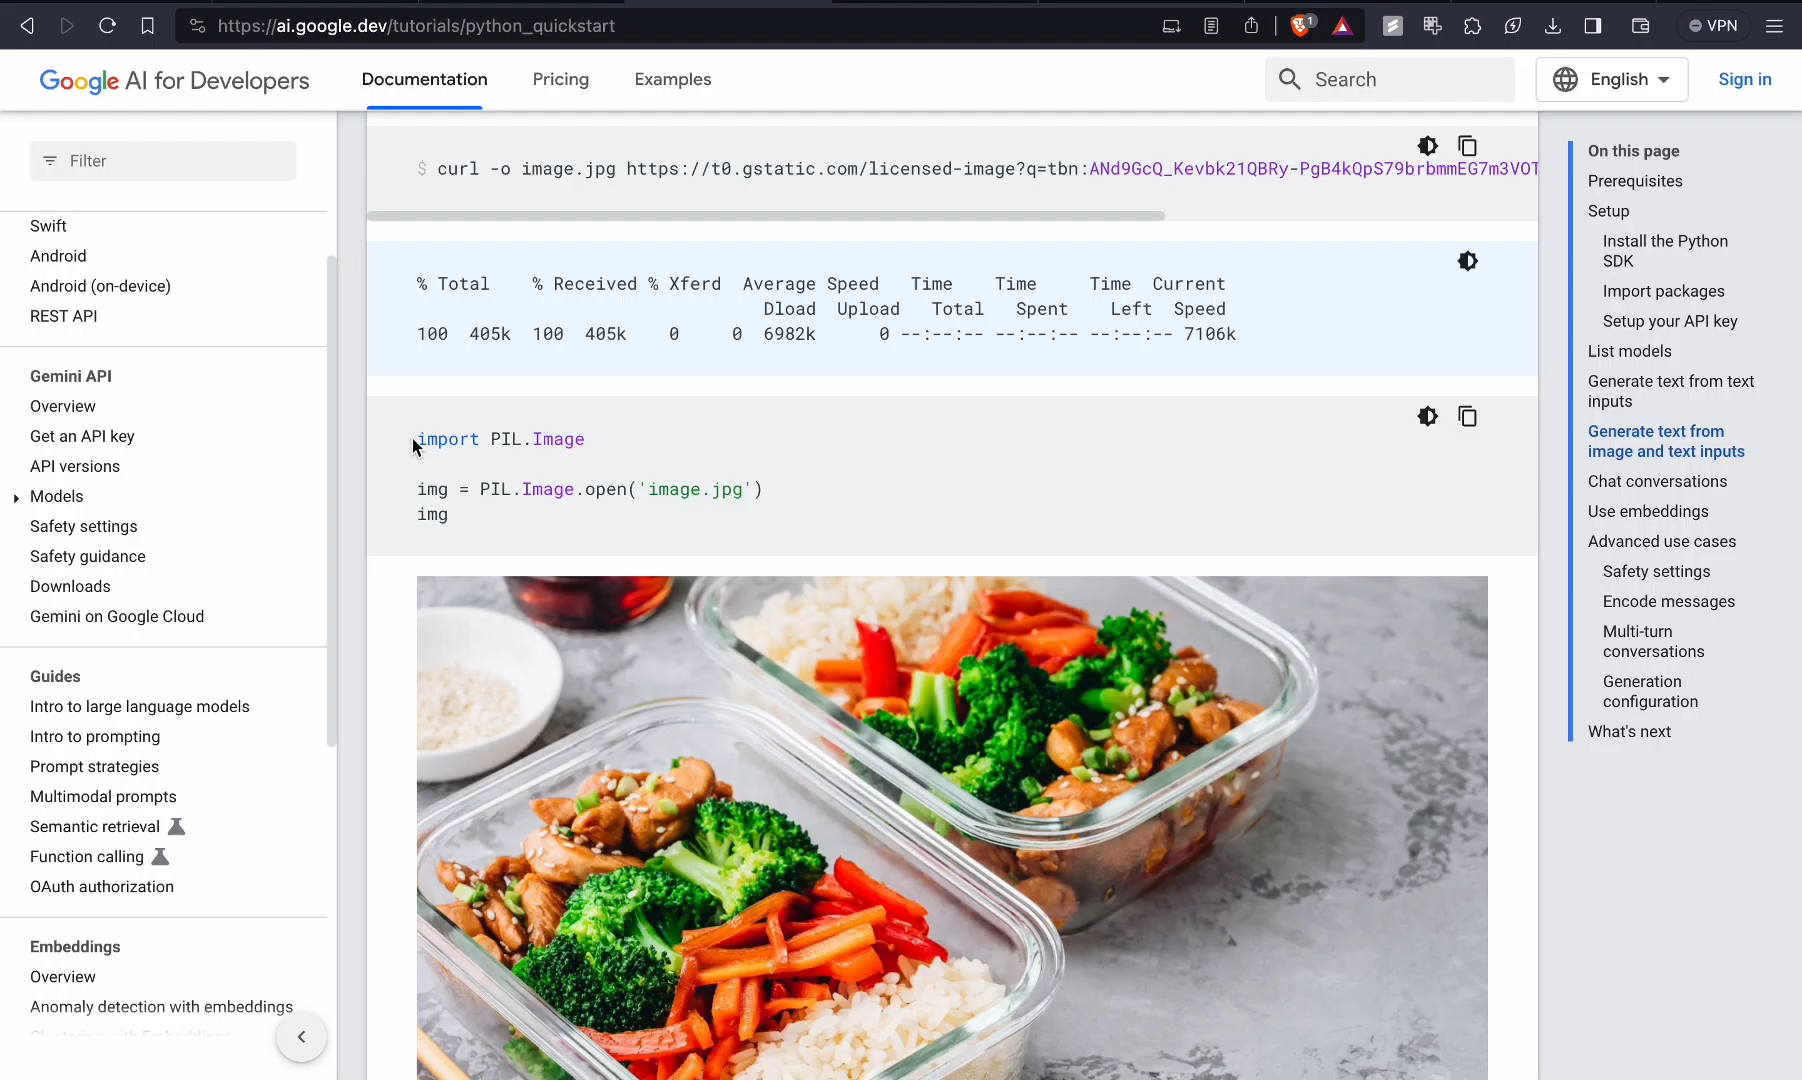 https://ai.google.dev/tutorials/python_quickstart
1
VPN
Google AI for Developers
Documentation
Pricing
Examples
Search
English
Sign in
Filter
Swift
Android
Android (on-device)
REST API
Gemini API
Overview
Get an API key
API versions
Models
Safety settings
Safety guidance
Downloads
Gemini on Google Cloud
Guides
Intro to large language models
Intro to prompting
Prompt strategies
Multimodal prompts
Semantic retrieval
Function calling
OAuth authorization
Embeddings
Overview
Anomaly detection with embeddings
$ curl -o image.jpg https://t0.gstatic.com/licensed-image?q=tbn:ANd9GcQ_Kevbk21QBRy-PgB4kQpS79brbmmEG7m3VOT
% Total    % Received % Xferd  Average Speed   Time    Time     Time  Current
Dload  Upload   Total   Spent    Left  Speed
100  405k  100  405k    0     0  6982k      0 --:--:-- --:--:-- --:--:-- 7106k
import PIL.Image
img = PIL.Image.open('image.jpg')
img
On this page
Prerequisites
Setup
Install the Python
SDK
Import packages
Setup your API key
List models
Generate text from text
inputs
Generate text from
image and text inputs
Chat conversations
Use embeddings
Advanced use cases
Safety settings
Encode messages
Multi-turn
conversations
Generation
configuration
What's next